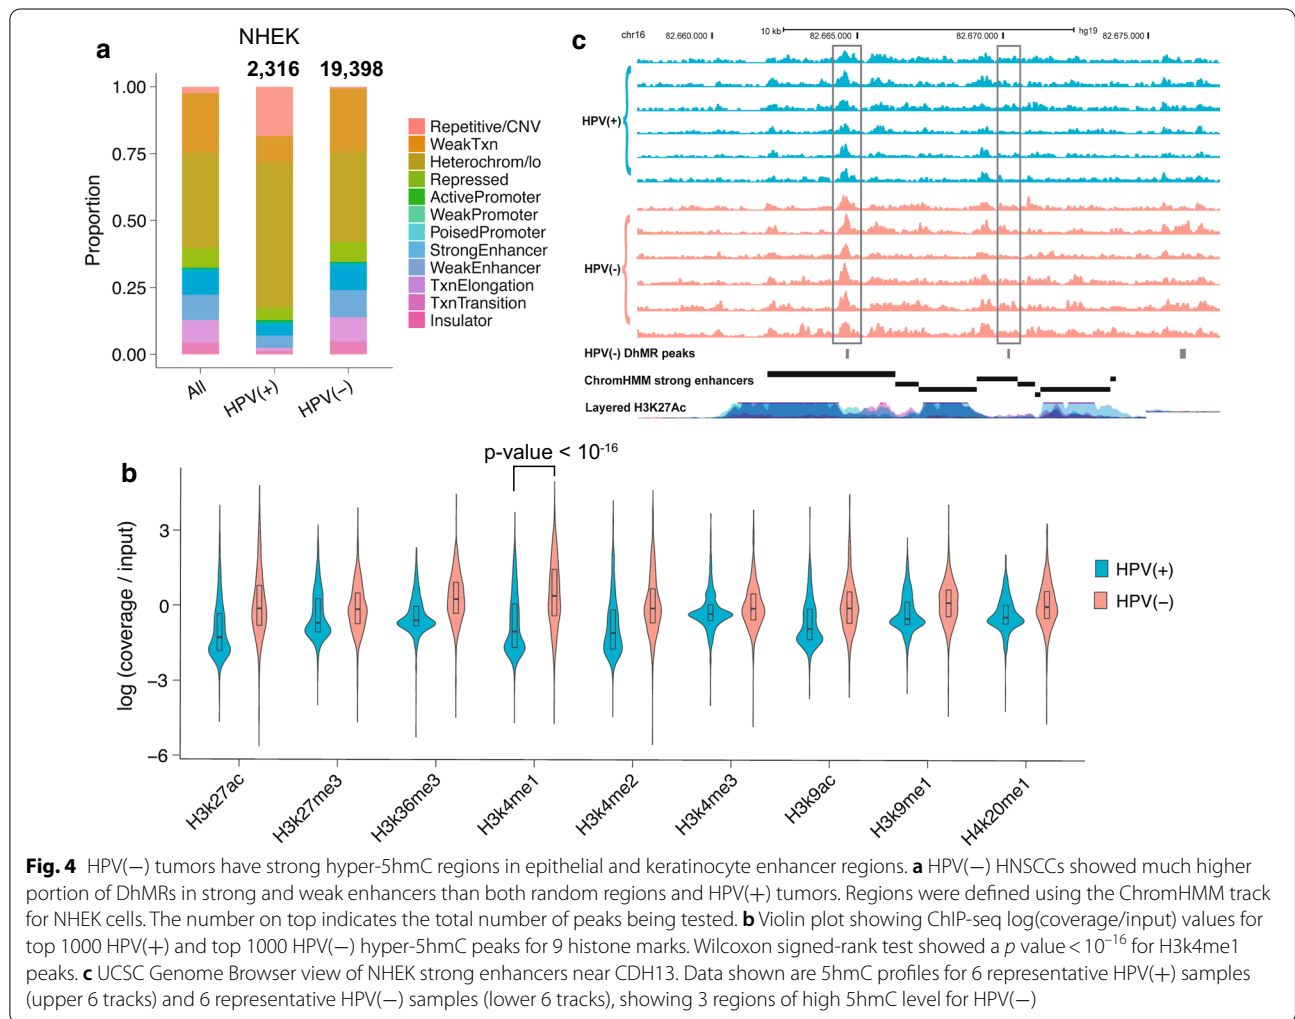 a
NHEK
2,316 19,398
1.00
0.75
0.50
0.25
0.00
Proportion
All
HPV(+)
HPV(−)
Repetitive/CNV
WeakTxn
Heterochrom/lo
Repressed
ActivePromoter
WeakPromoter
PoisedPromoter
StrongEnhancer
WeakEnhancer
TxnElongation
TxnTransition
Insulator
c
10 kb hg19
chr16 82.660.000 82.665.000 82.670.000 82.675.000
HPV(+)
HPV(-)
HPV(-) DhMR peaks
ChromHMM strong enhancers
Layered H3K27Ac
b
p-value < 10-16
3
0
−3
−6
log (coverage / input)
H3k27ac
H3k27me3
H3k36me3
H3k4me1
H3k4me2
H3k4me3
H3k9ac
H3k9me1
H4k20me1
HPV(+)
HPV(−)
Fig. 4 HPV(−) tumors have strong hyper-5hmC regions in epithelial and keratinocyte enhancer regions. a HPV(−) HNSCCs showed much higher
portion of DhMRs in strong and weak enhancers than both random regions and HPV(+) tumors. Regions were defined using the ChromHMM track
for NHEK cells. The number on top indicates the total number of peaks being tested. b Violin plot showing ChIP-seq log(coverage/input) values for
top 1000 HPV(+) and top 1000 HPV(−) hyper-5hmC peaks for 9 histone marks. Wilcoxon signed-rank test showed a p value < 10−16 for H3k4me1
peaks. c UCSC Genome Browser view of NHEK strong enhancers near CDH13. Data shown are 5hmC profiles for 6 representative HPV(+) samples
(upper 6 tracks) and 6 representative HPV(−) samples (lower 6 tracks), showing 3 regions of high 5hmC level for HPV(−)